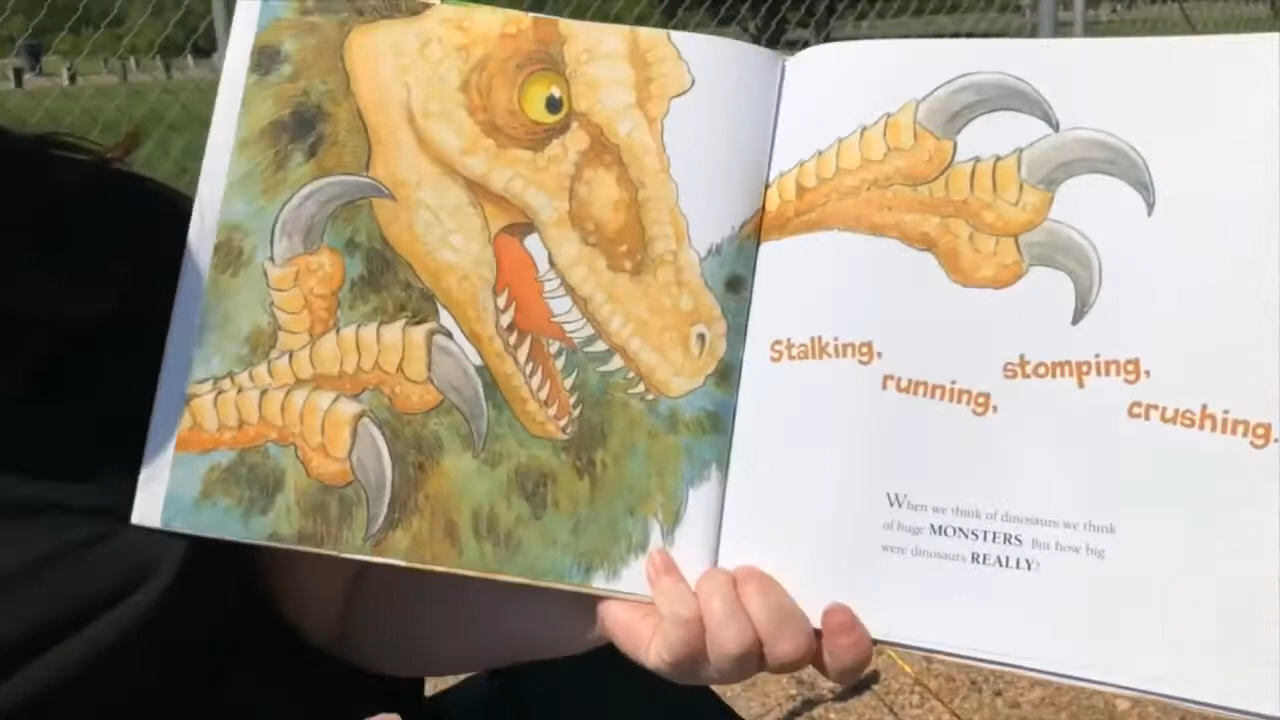 Stalking, running, stomping, crushing.
When we think of dinosaurs we think
of huge MONSTERS. But how big
were dinosaurs REALLY?